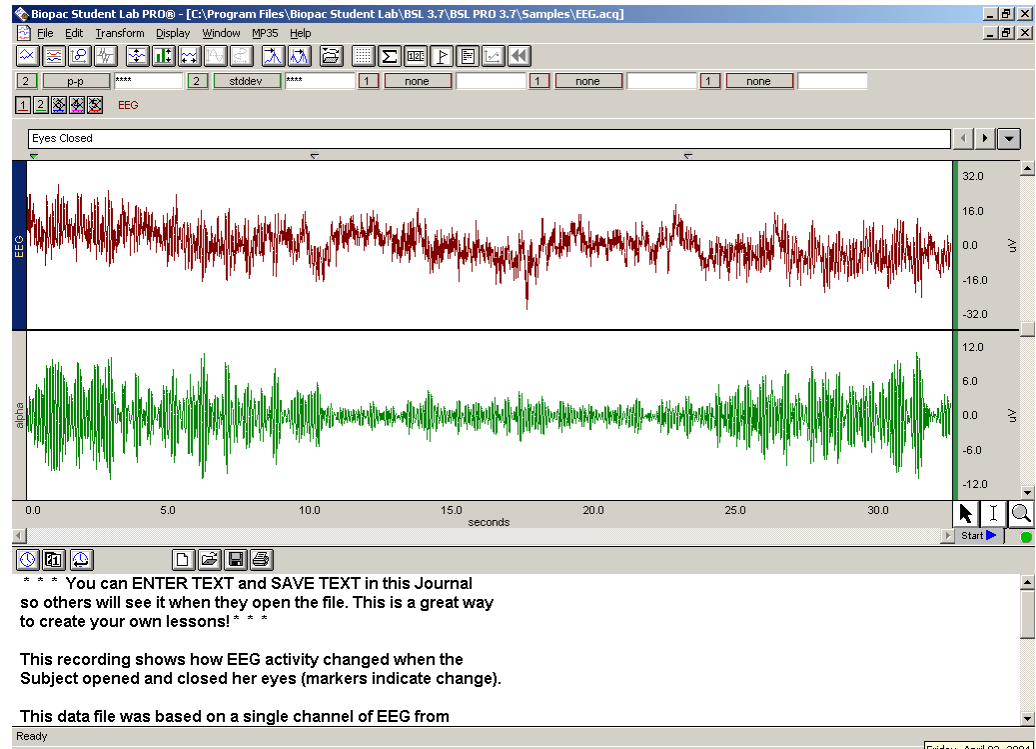 Biopac Student Lab PRO® - [C:\Program Files\Biopac Student Lab\BSL 3.7\BSL PRO 3.7\Samples\EEG.acq]
File Edit Transform Display Window MP35 Help
2 p-p **** 2 stddev **** 1 none 1 none 1 none
1 2 3 4 5 EEG
Eyes Closed
EEG
32.0
16.0
0.0
-16.0
-32.0
uV
alpha
12.0
6.0
0.0
-6.0
-12.0
uV
0.0 5.0 10.0 15.0 20.0 25.0 30.0
seconds
Start
* * * You can ENTER TEXT and SAVE TEXT in this Journal
so others will see it when they open the file. This is a great way
to create your own lessons! * * *
This recording shows how EEG activity changed when the
Subject opened and closed her eyes (markers indicate change).
This data file was based on a single channel of EEG from
Ready